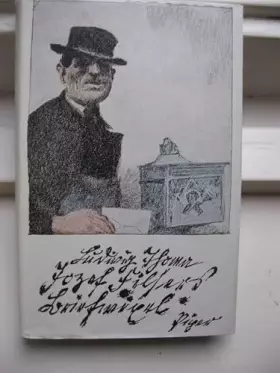 Ludwig Thoma
Jozef Filsers
Briefwexel
Piper